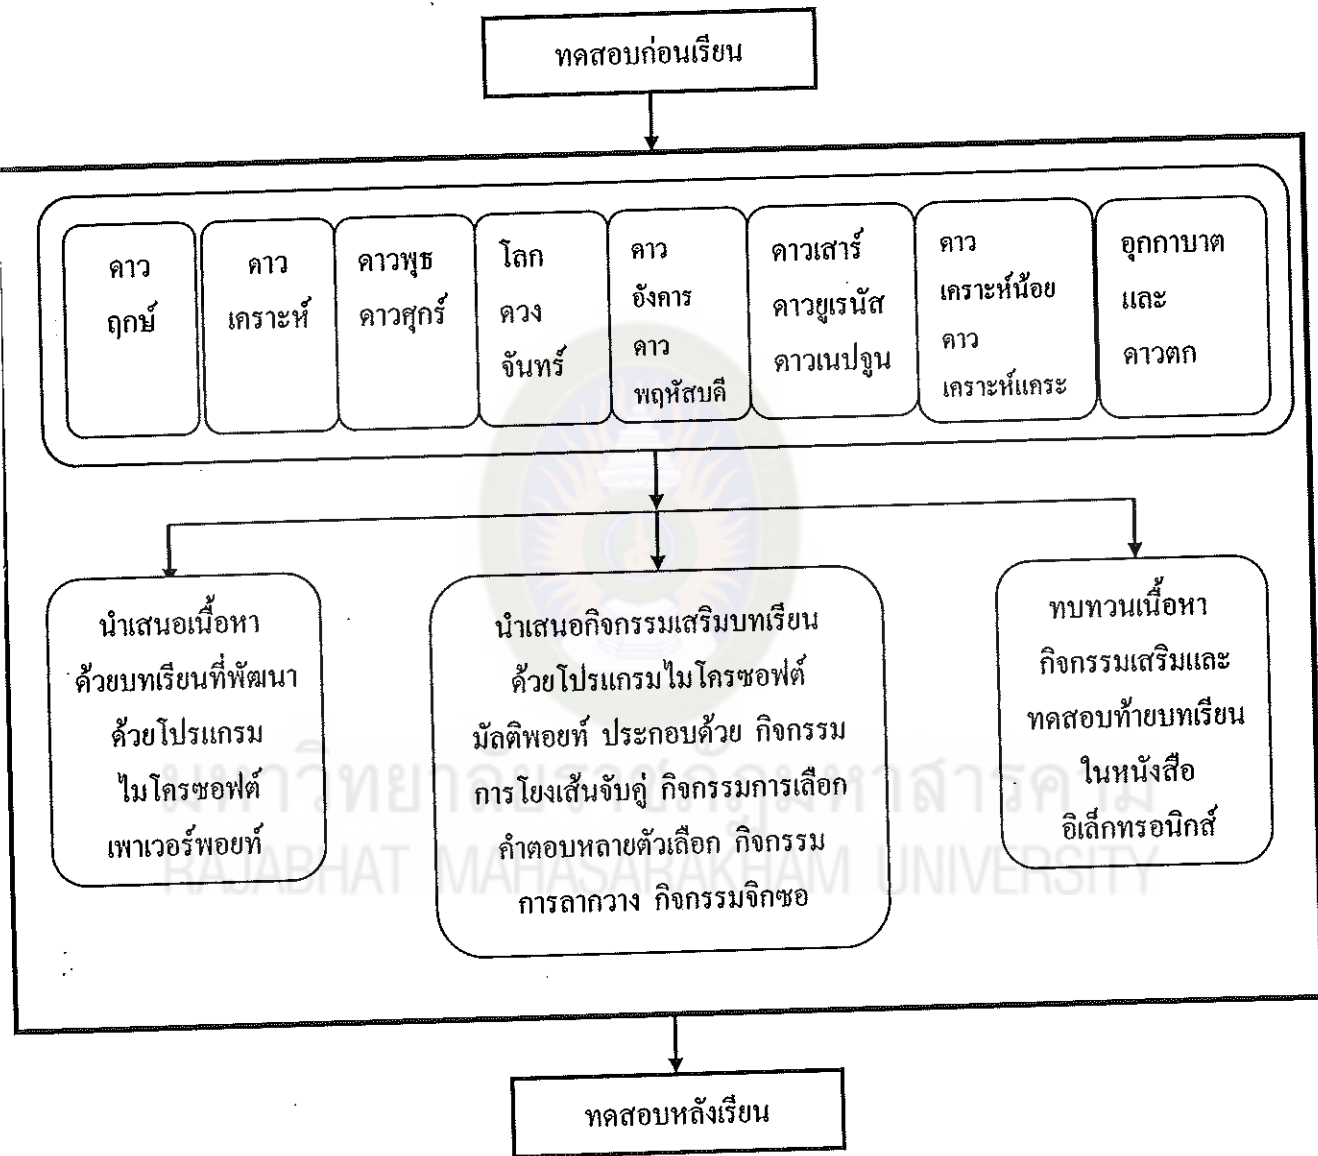 ทดสอบก่อนเรียน
ดาว
ฤกษ์
ดาว
เคราะห์
ดาวพุธ
ดาวศุกร์
โลก
ดวง
จันทร์
ดาว
อังคาร
ดาว
พฤหัสบดี
ดาวเสาร์
ดาวยูเรนัส
ดาวเนปจูน
ดาว
เคราะห์น้อย
ดาว
เคราะห์แคระ
อุกกาบาต
และ
ดาวตก
นำเสนอเนื้อหา
ด้วยบทเรียนที่พัฒนา
ด้วยโปรแกรม
ไมโครซอฟต์
เพาเวอร์พอยท์
นำเสนอกิจกรรมเสริมบทเรียน
ด้วยโปรแกรมไมโครซอฟต์
มัลติพอยท์ ประกอบด้วย กิจกรรม
การโยงเส้นจับคู่ กิจกรรมการเลือก
คำตอบหลายตัวเลือก กิจกรรม
การลากวาง กิจกรรมจิกซอ
ทบทวนเนื้อหา
กิจกรรมเสริมและ
ทดสอบท้ายบทเรียน
ในหนังสือ
อิเล็กทรอนิกส์
มหาวิทยาลัยราชภัฏมหาสารคาม
RAJABHAT MAHASARAKHAM UNIVERSITY
ทดสอบหลังเรียน